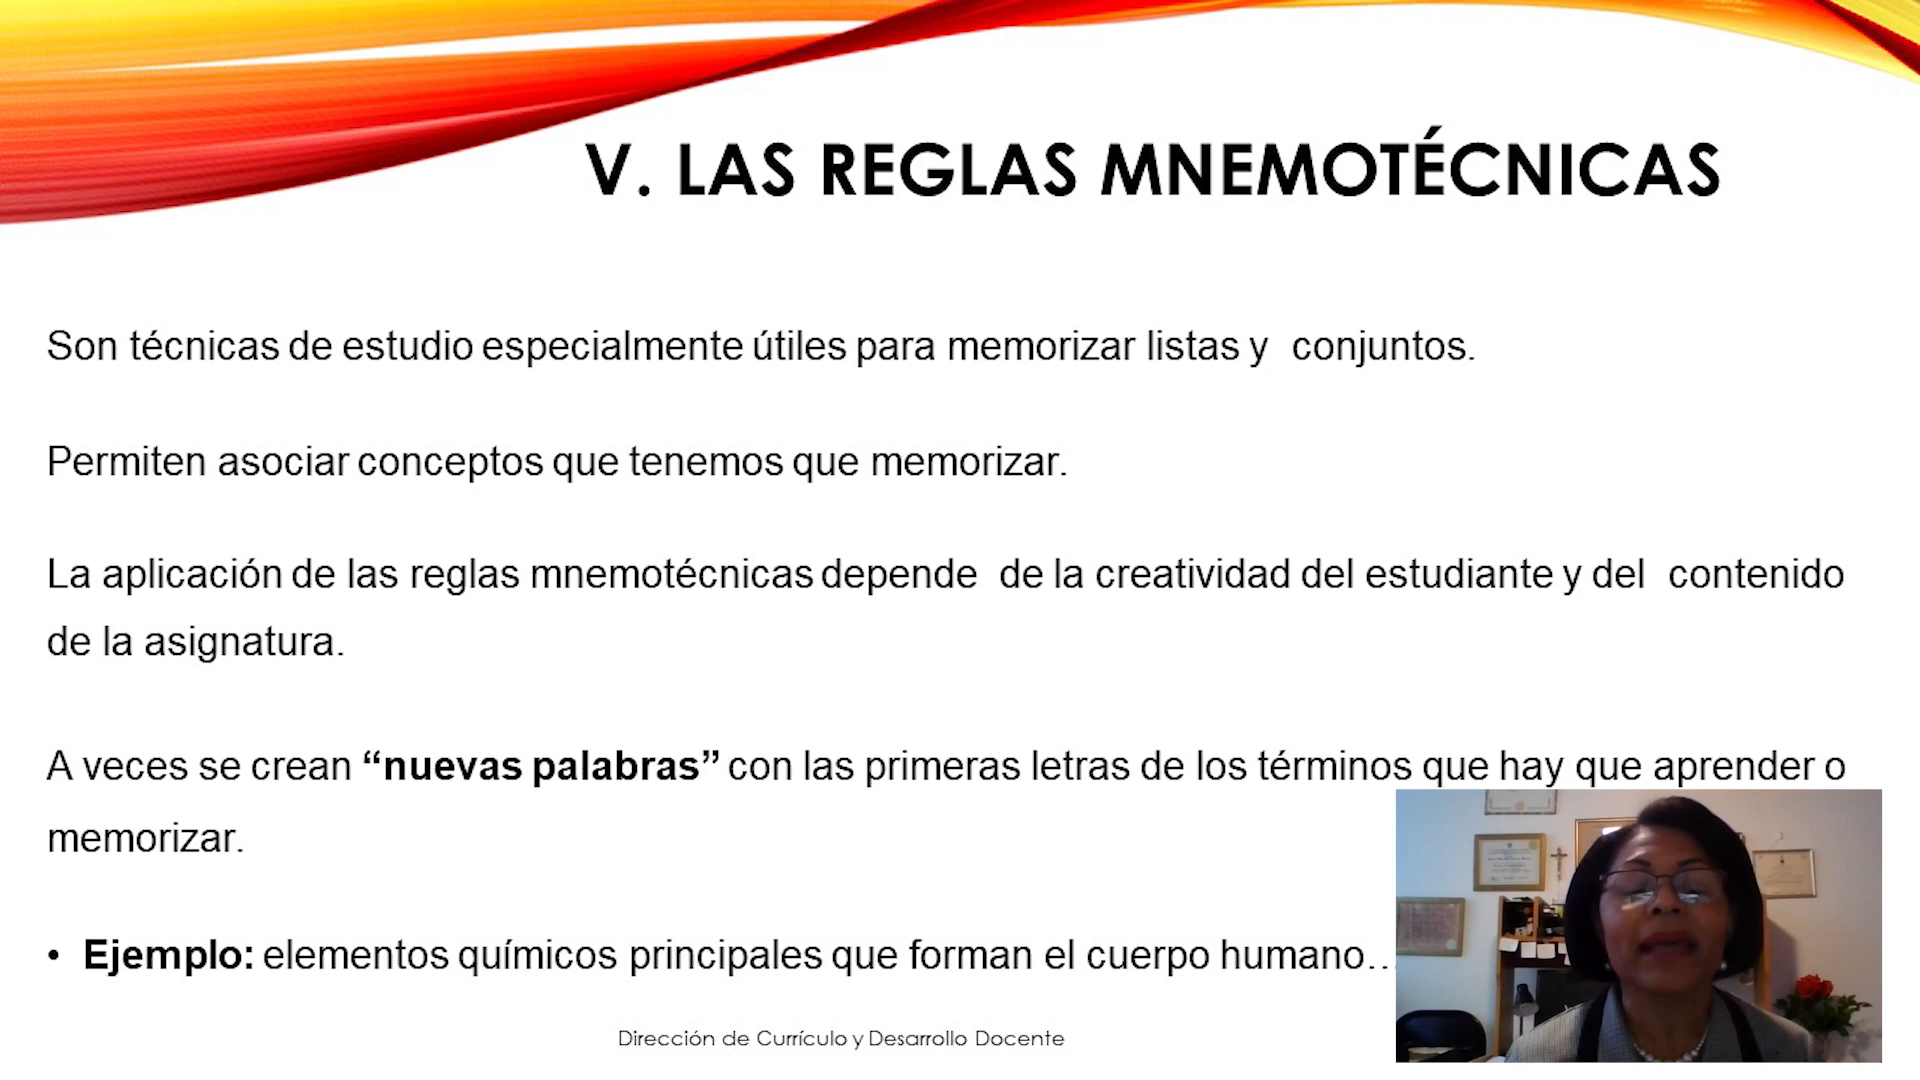 V. LAS REGLAS MNEMOTÉCNICAS
Son técnicas de estudio especialmente útiles para memorizar listas y conjuntos.
Permiten asociar conceptos que tenemos que memorizar.
La aplicación de las reglas mnemotécnicas depende de la creatividad del estudiante y del contenido
de la asignatura.
A veces se crean “nuevas palabras” con las primeras letras de los términos que hay que aprender o
memorizar.
• Ejemplo: elementos químicos principales que forman el cuerpo humano…
Dirección de Currículo y Desarrollo Docente